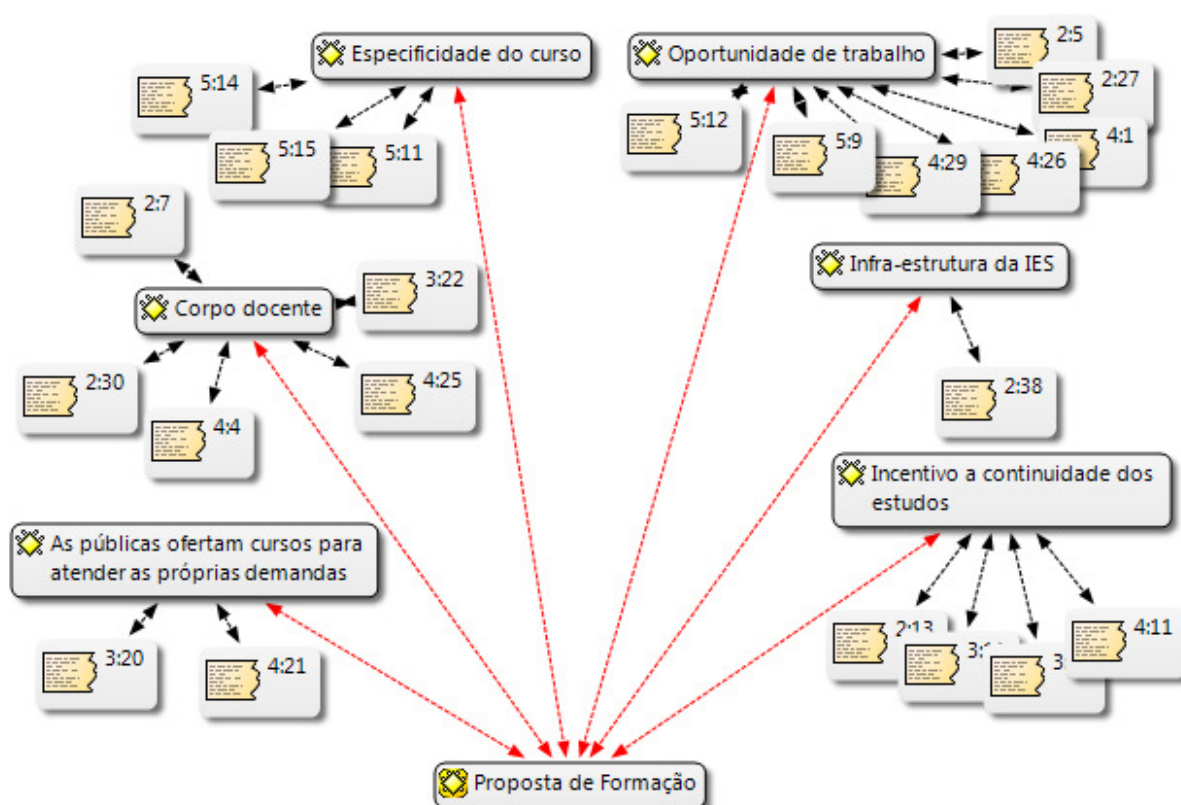 Especificidade do curso
5:14
5:15
5:11
Oportunidade de trabalho
2:5
2:27
4:1
4:26
4:29
5:9
5:12
2:7
Corpo docente
3:22
2:30
4:4
4:25
Infra-estrutura da IES
2:38
Incentivo a continuidade dos
estudos
2:13
4:11
As públicas ofertam cursos para
atender as próprias demandas
3:20
4:21
Proposta de Formação